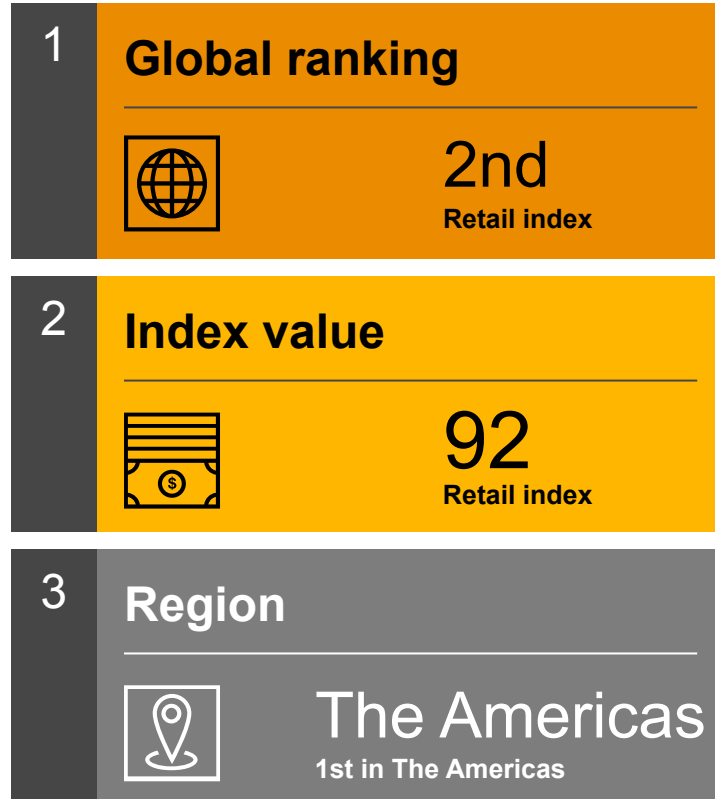 1
Global ranking
2nd
Retail index
2
Index value
$
92
Retail index
3
Region
The Americas
1st in The Americas